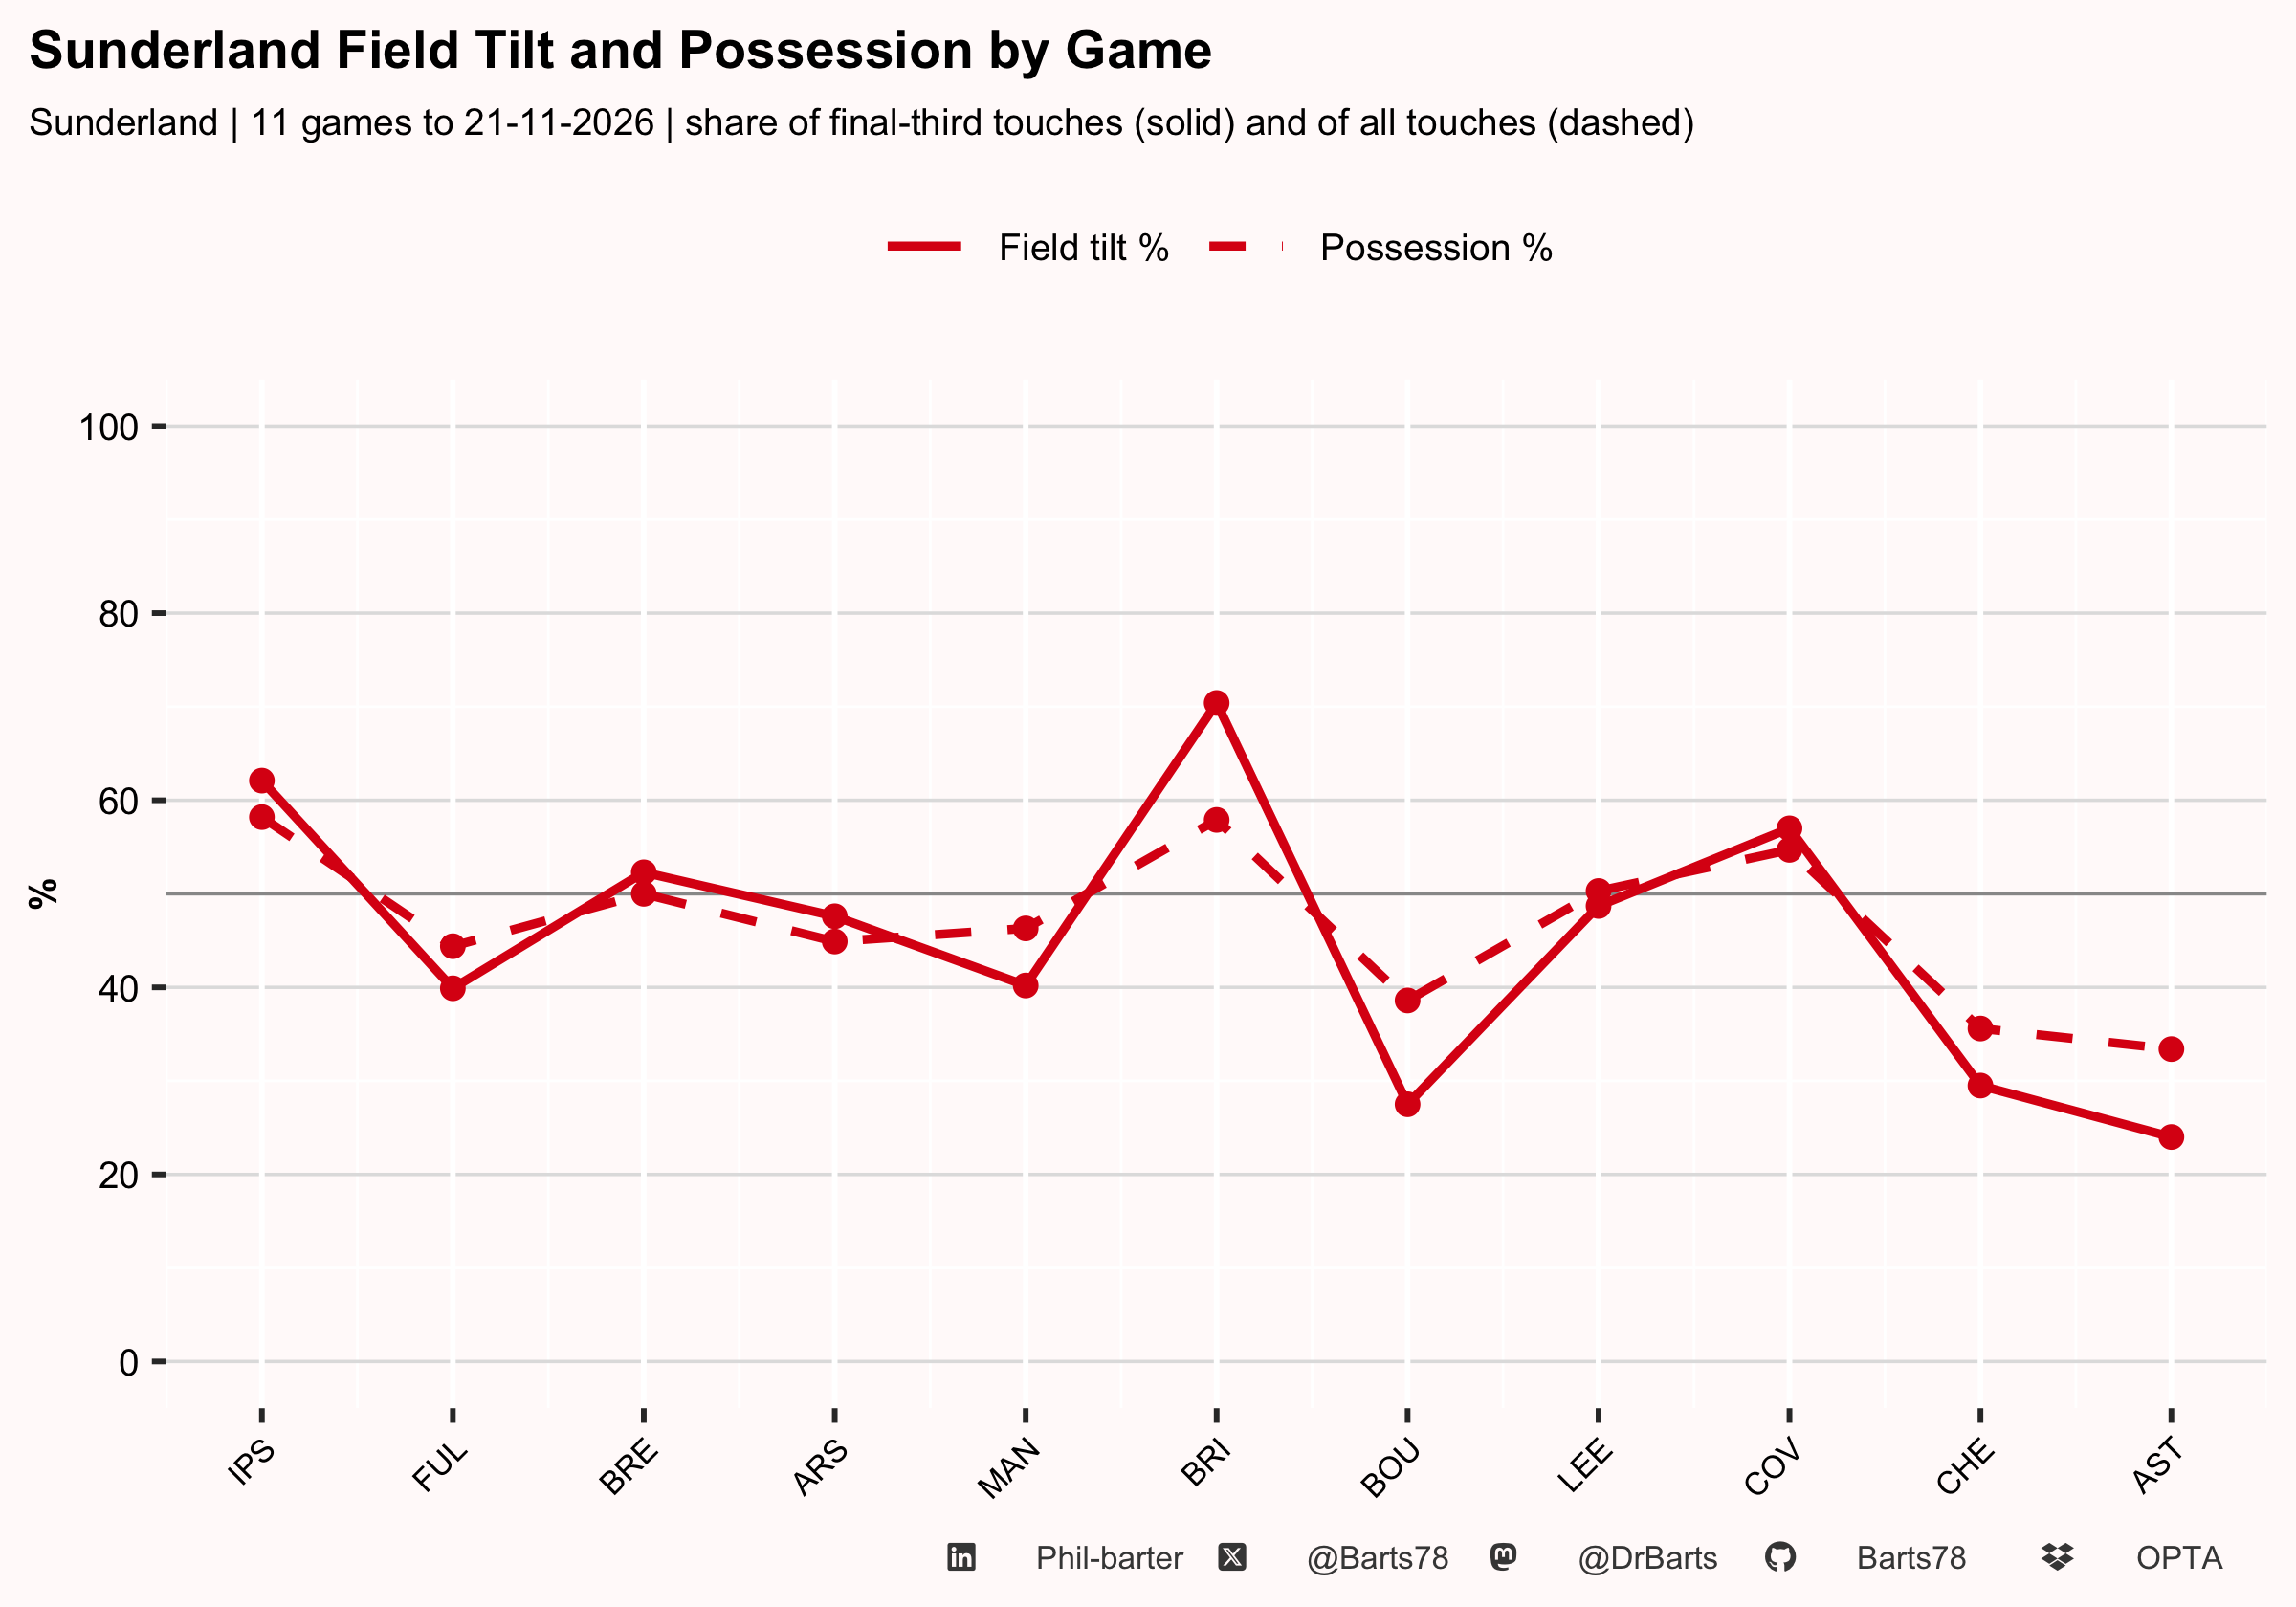 Sunderland Field Tilt and Possession by Game
Sunderland | 11 games to 21-11-2026 | share of final-third touches (solid) and of all touches (dashed)
Field tilt % Possession %
100
80
60
40
20
0
%
IPS FUL BRE ARS MAN BRI BOU LEE COV CHE AST
Phil-barter @Barts78 @DrBarts Barts78 OPTA